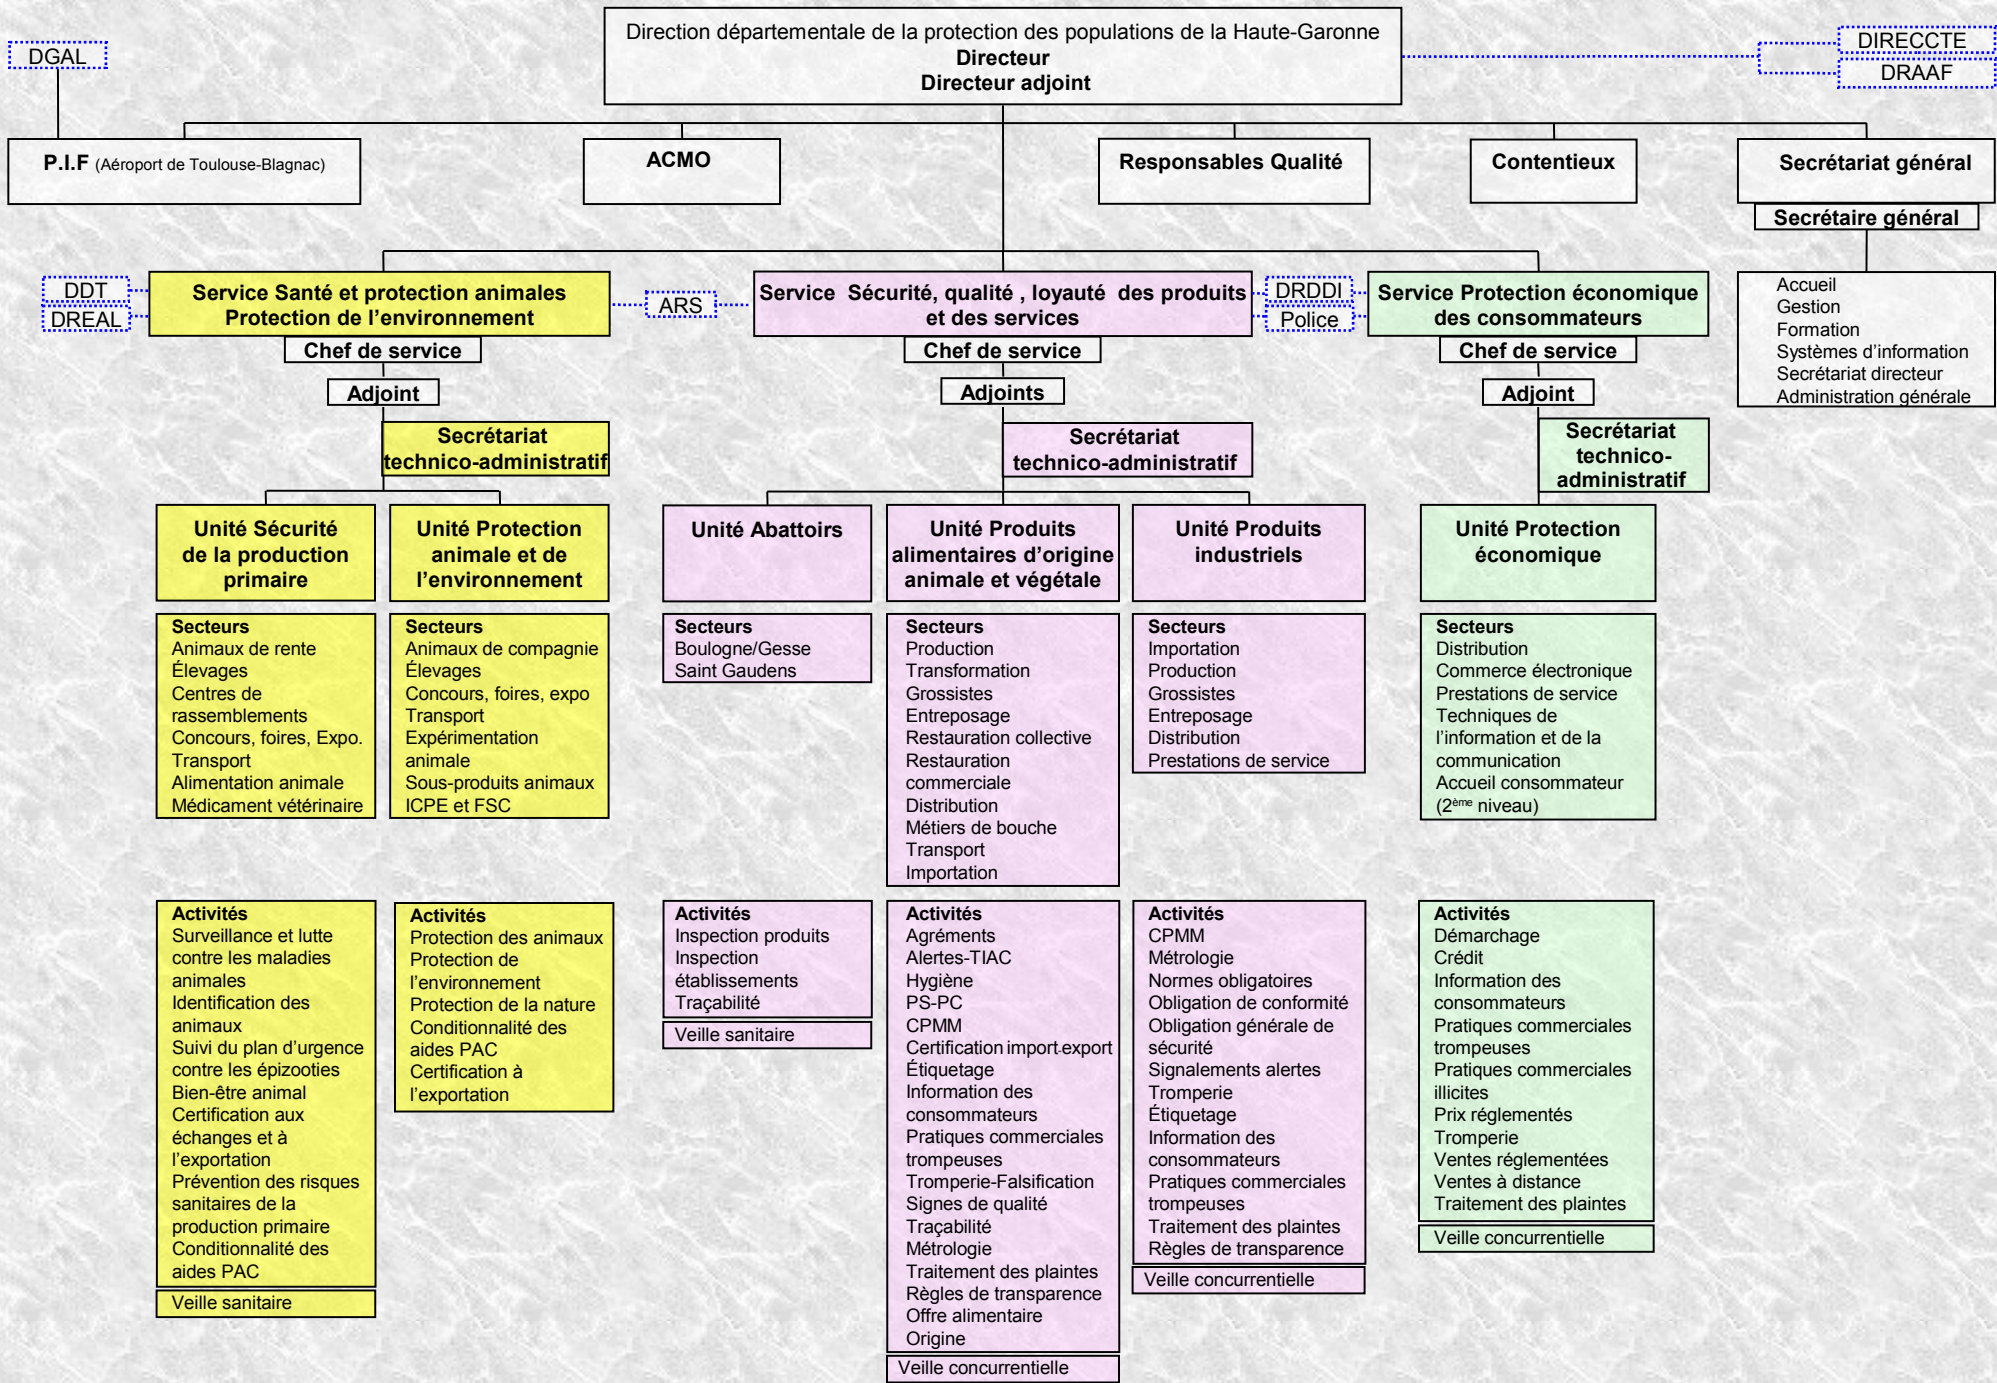 Direction départementale de la protection des populations de la Haute-Garonne
Directeur
Directeur adjoint
DGAL
DIRECCTE
DRAAF
P.I.F (Aéroport de Toulouse-Blagnac)
ACMO
Responsables Qualité
Contentieux
Secrétariat général
Secrétaire général
Accueil
Gestion
Formation
Systèmes d’information
Secrétariat directeur
Administration générale
DDT
DREAL
Service Santé et protection animales
Protection de l’environnement
ARS
Service Sécurité, qualité , loyauté des produits
et des services
DRDDI
Police
Service Protection économique
des consommateurs
Chef de service
Adjoint
Secrétariat
technico-administratif
Chef de service
Adjoints
Secrétariat
technico-administratif
Chef de service
Adjoint
Secrétariat
technico-
administratif
Unité Sécurité
de la production
primaire
Secteurs
Animaux de rente
Élevages
Centres de
rassemblements
Concours, foires, Expo.
Transport
Alimentation animale
Médicament vétérinaire
Activités
Surveillance et lutte
contre les maladies
animales
Identification des
animaux
Suivi du plan d’urgence
contre les épizooties
Bien-être animal
Certification aux
échanges et à
l’exportation
Prévention des risques
sanitaires de la
production primaire
Conditionnalité des
aides PAC
Veille sanitaire
Unité Protection
animale et de
l’environnement
Secteurs
Animaux de compagnie
Élevages
Concours, foires, expo
Transport
Expérimentation
animale
Sous-produits animaux
ICPE et FSC
Activités
Protection des animaux
Protection de
l’environnement
Protection de la nature
Conditionnalité des
aides PAC
Certification à
l’exportation
Unité Abattoirs
Secteurs
Boulogne/Gesse
Saint Gaudens
Activités
Inspection produits
Inspection
établissements
Traçabilité
Veille sanitaire
Unité Produits
alimentaires d’origine
animale et végétale
Secteurs
Production
Transformation
Grossistes
Entreposage
Restauration collective
Restauration
commerciale
Distribution
Métiers de bouche
Transport
Importation
Activités
Agréments
Alertes-TIAC
Hygiène
PS-PC
CPMM
Certification import-export
Étiquetage
Information des
consommateurs
Pratiques commerciales
trompeuses
Tromperie-Falsification
Signes de qualité
Traçabilité
Métrologie
Traitement des plaintes
Règles de transparence
Offre alimentaire
Origine
Veille concurrentielle
Unité Produits
industriels
Secteurs
Importation
Production
Grossistes
Entreposage
Distribution
Prestations de service
Activités
CPMM
Métrologie
Normes obligatoires
Obligation de conformité
Obligation générale de
sécurité
Signalements alertes
Tromperie
Étiquetage
Information des
consommateurs
Pratiques commerciales
trompeuses
Traitement des plaintes
Règles de transparence
Veille concurrentielle
Unité Protection
économique
Secteurs
Distribution
Commerce électronique
Prestations de service
Techniques de
l’information et de la
communication
Accueil consommateur
(2ème niveau)
Activités
Démarchage
Crédit
Information des
consommateurs
Pratiques commerciales
trompeuses
Pratiques commerciales
illicites
Prix réglementés
Tromperie
Ventes réglementées
Ventes à distance
Traitement des plaintes
Veille concurrentielle